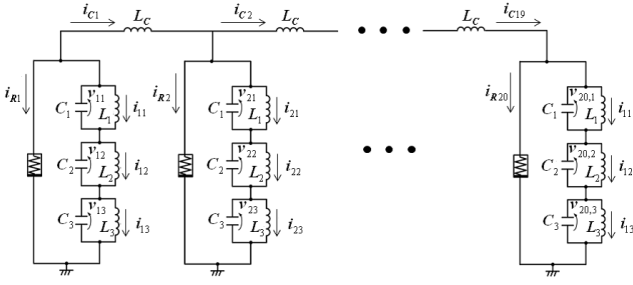 i_C1 L_C i_C2 L_C L_C i_C19
i_R1 i_R2 i_R20
v_11 v_21 v_20,1
C_1 L_1 i_11 C_1 L_1 i_21 C_1 L_1 i_11
v_12 v_22 v_20,2
C_2 L_2 i_12 C_2 L_2 i_22 C_2 L_2 i_12
v_13 v_23 v_20,3
C_3 L_3 i_13 C_3 L_3 i_23 C_3 L_3 i_13